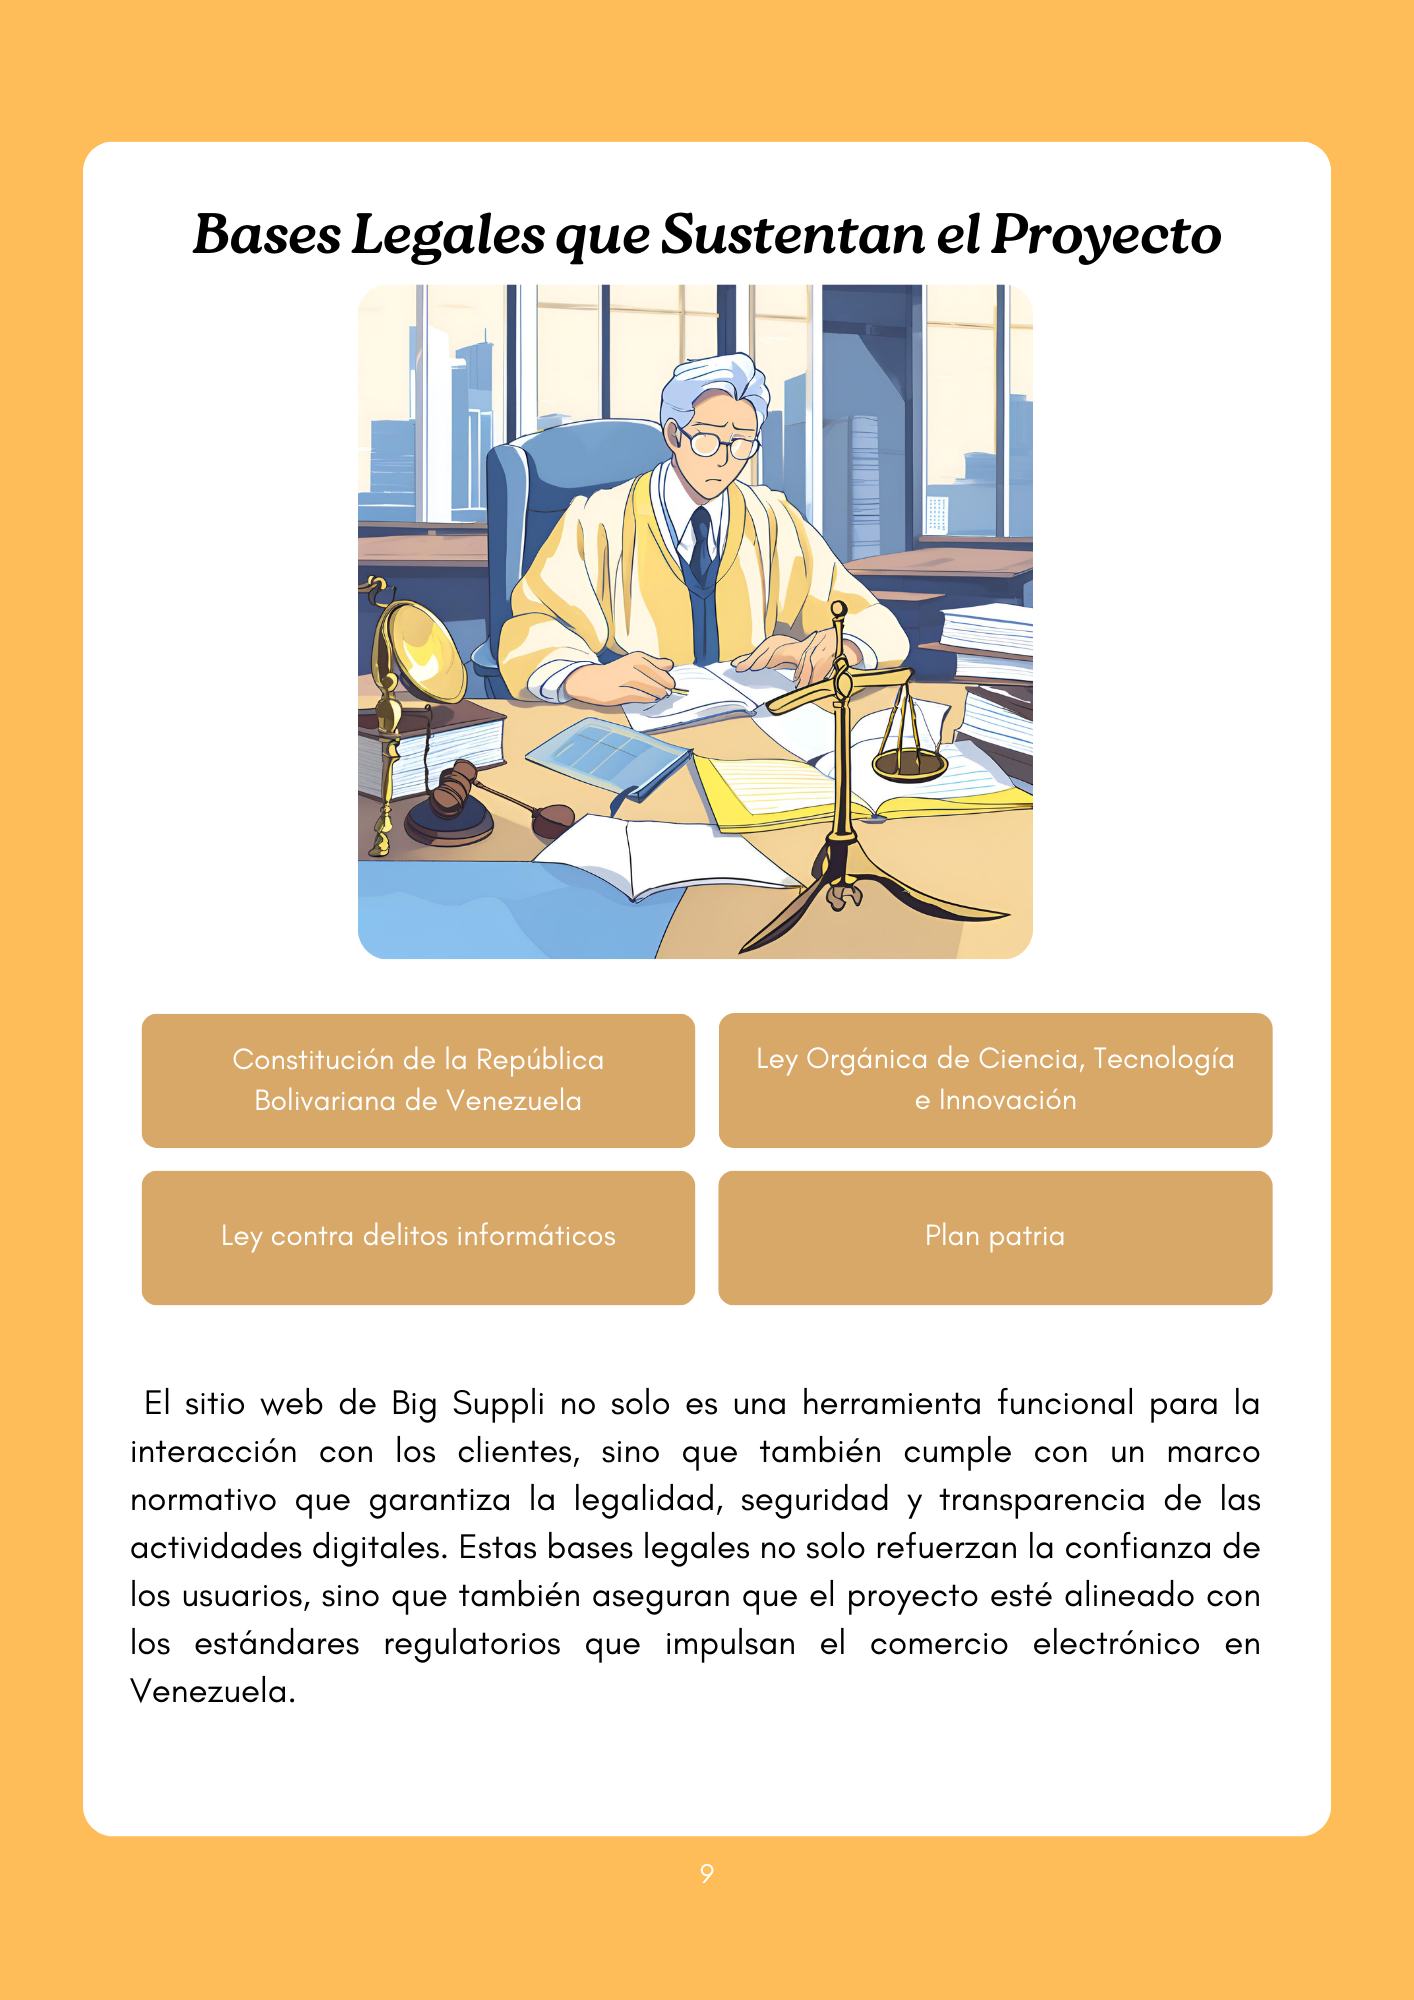 Bases Legales que Sustentan el Proyecto
Constitución de la República
Bolivariana de Venezuela
Ley Orgánica de Ciencia, Tecnología
e Innovación
Ley contra delitos informáticos
Plan patria
El sitio web de Big Suppli no solo es una herramienta funcional para la
interacción con los clientes, sino que también cumple con un marco
normativo que garantiza la legalidad, seguridad y transparencia de las
actividades digitales. Estas bases legales no solo refuerzan la confianza de
los usuarios, sino que también aseguran que el proyecto esté alineado con
los estándares regulatorios que impulsan el comercio electrónico en
Venezuela.
9